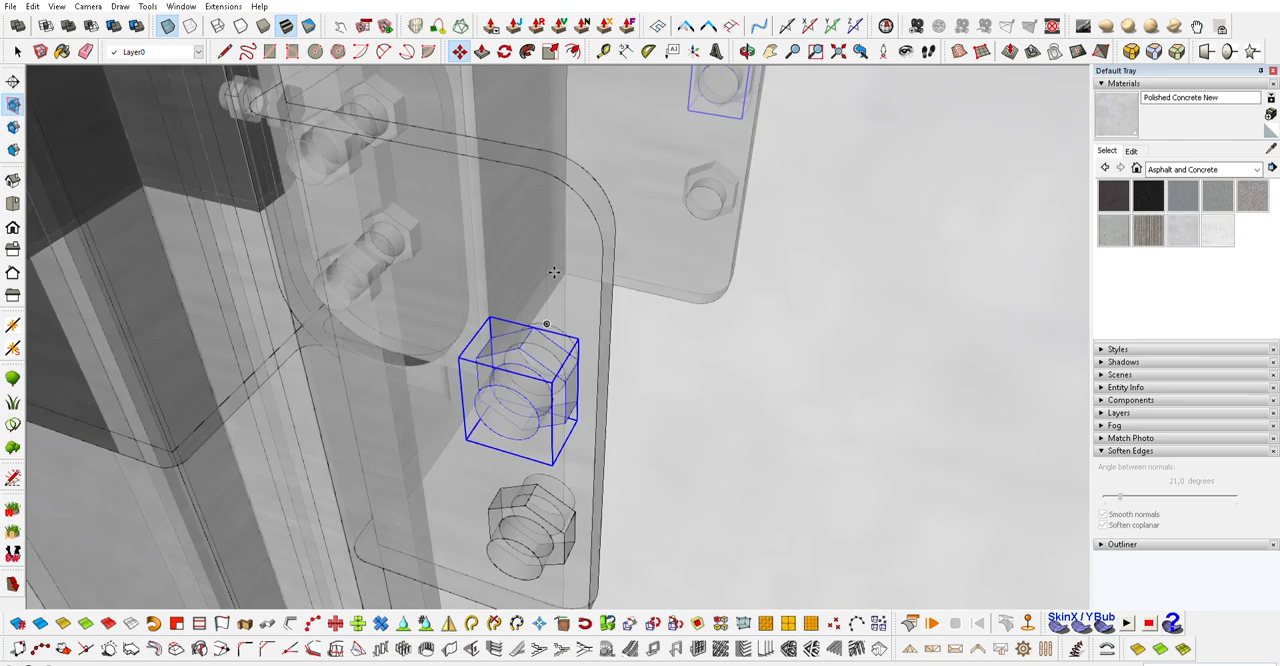 File Edit View Camera Draw Tools Window Extensions Help
Layer0
Default Tray
Materials
Polished Concrete New
Select Edit
Asphalt and Concrete
Styles
Shadows
Scenes
Entity Info
Components
Layers
Fog
Match Photo
Soften Edges
Angle between normals:
21,0 degrees
Smooth normals
Soften coplanar
Outliner
SkinX / YBub